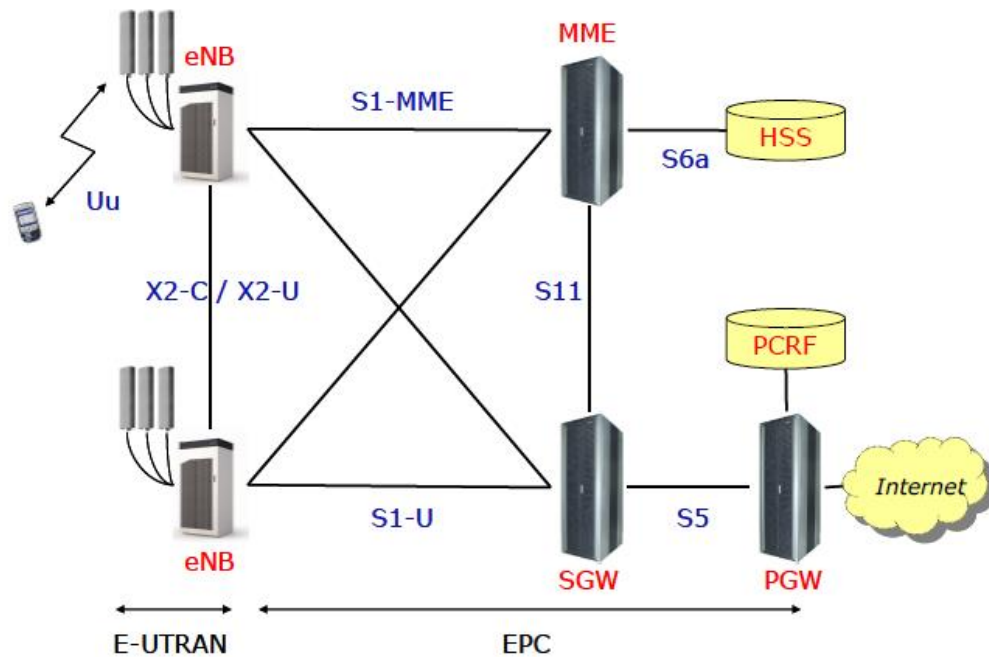 MME
eNB
S1-MME
HSS
S6a
Uu
X2-C / X2-U
S11
PCRF
Internet
S1-U
S5
eNB
SGW
PGW
E-UTRAN
EPC